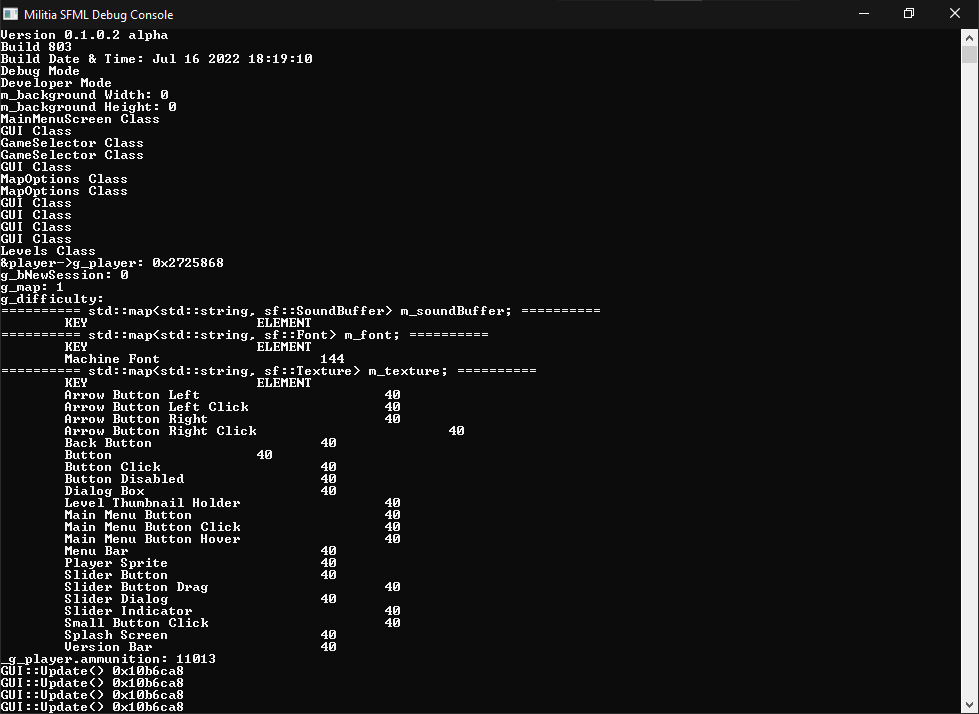 Militia SFML Debug Console
Version 0.1.0.2 alpha
Build 803
Build Date & Time: Jul 16 2022 18:19:10
Debug Mode
Developer Mode
m_background Width: 0
m_background Height: 0
MainMenuScreen Class
GUI Class
GameSelector Class
GameSelector Class
GUI Class
MapOptions Class
MapOptions Class
GUI Class
GUI Class
GUI Class
GUI Class
Levels Class
&player->g_player: 0x2725868
g_bNewSession: 0
g_map: 1
g_difficulty:
========== std::map<std::string, sf::SoundBuffer> m_soundBuffer; ==========
KEY ELEMENT
========== std::map<std::string, sf::Font> m_font; ==========
KEY ELEMENT
Machine Font 144
========== std::map<std::string, sf::Texture> m_texture; ==========
KEY ELEMENT
Arrow Button Left 40
Arrow Button Left Click 40
Arrow Button Right 40
Arrow Button Right Click 40
Back Button 40
Button 40
Button Click 40
Button Disabled 40
Dialog Box 40
Level Thumbnail Holder 40
Main Menu Button 40
Main Menu Button Click 40
Main Menu Button Hover 40
Menu Bar 40
Player Sprite 40
Slider Button 40
Slider Button Drag 40
Slider Dialog 40
Slider Indicator 40
Small Button Click 40
Splash Screen 40
Version Bar 40
_g_player.ammunition: 11013
GUI::Update() 0x10b6ca8
GUI::Update() 0x10b6ca8
GUI::Update() 0x10b6ca8
GUI::Update() 0x10b6ca8